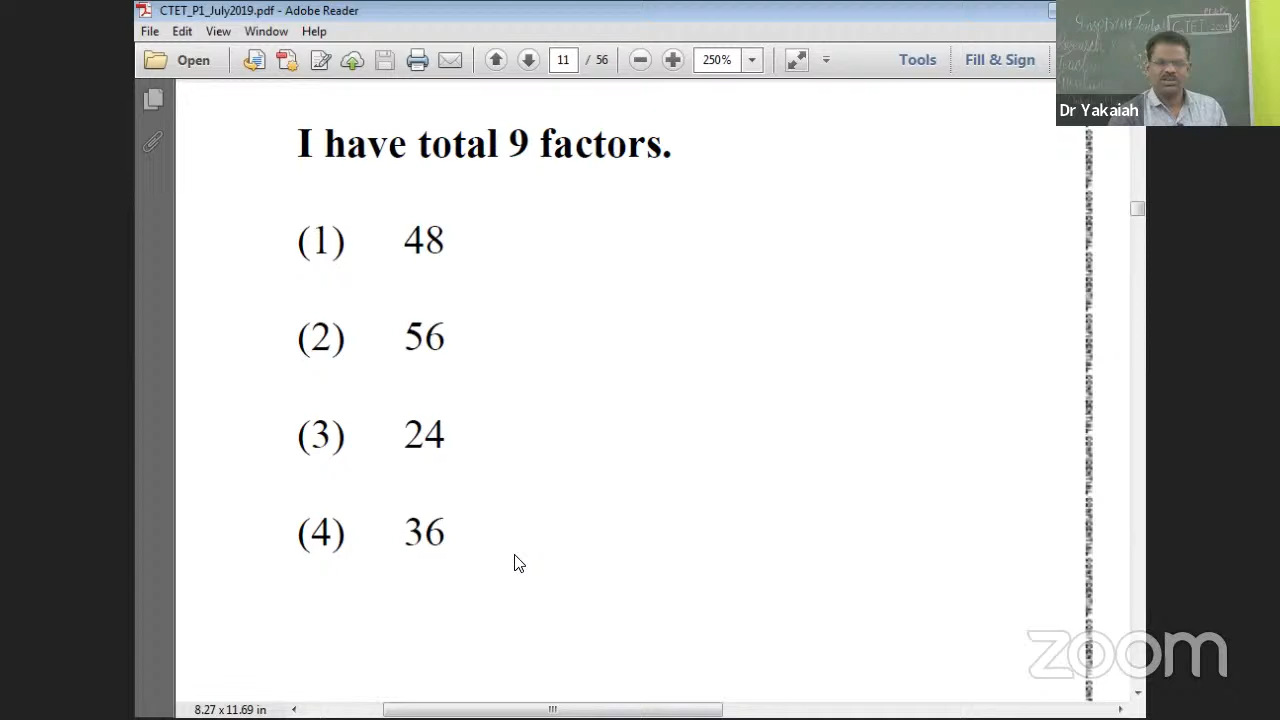 CTET_P1_July2019.pdf - Adobe Reader
File Edit View Window Help
Open 11 / 56 250% Tools Fill & Sign
CTET
Dr Yakaiah
I have total 9 factors.
(1) 48
(2) 56
(3) 24
(4) 36
zoom
8.27 x 11.69 in